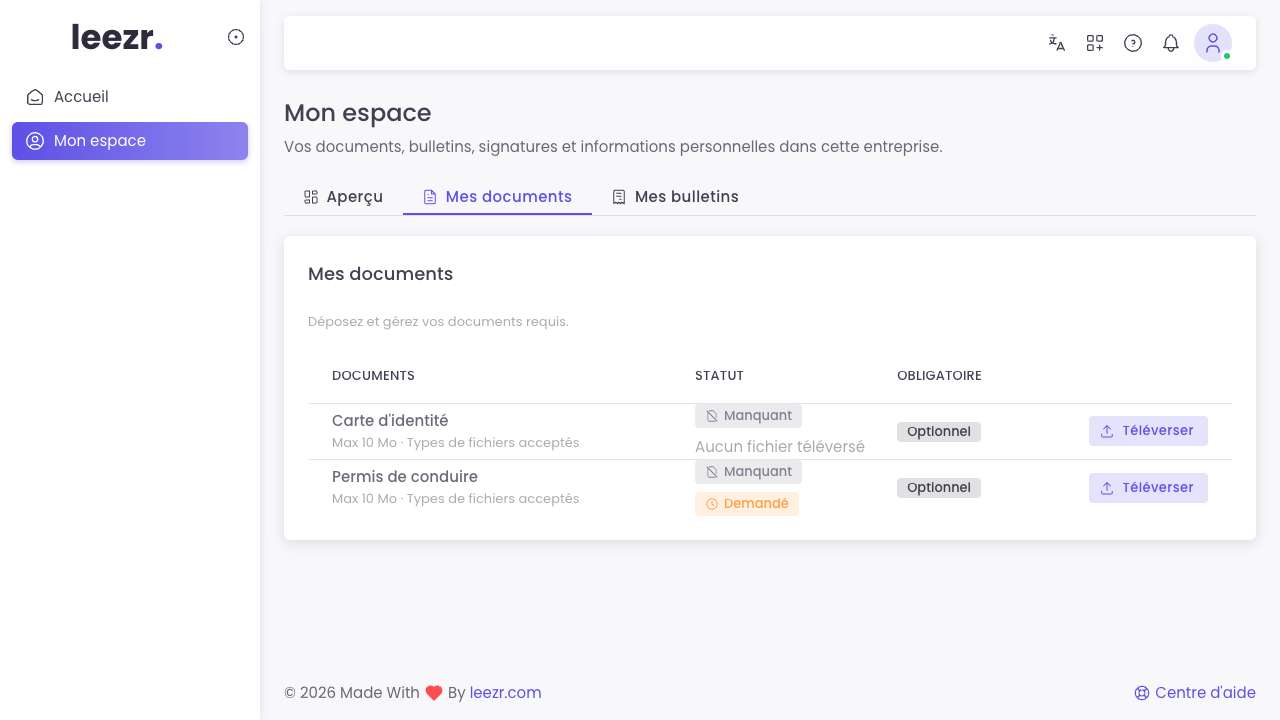 leezr.
Accueil
Mon espace
Mon espace
Vos documents, bulletins, signatures et informations personnelles dans cette entreprise.
Aperçu
Mes documents
Mes bulletins
Mes documents
Déposez et gérez vos documents requis.
DOCUMENTS
STATUT
OBLIGATOIRE
Carte d'identité
Max 10 Mo · Types de fichiers acceptés
Manquant
Aucun fichier téléversé
Optionnel
Téléverser
Permis de conduire
Max 10 Mo · Types de fichiers acceptés
Manquant
Demandé
Optionnel
Téléverser
© 2026 Made With ❤ By leezr.com
Centre d'aide